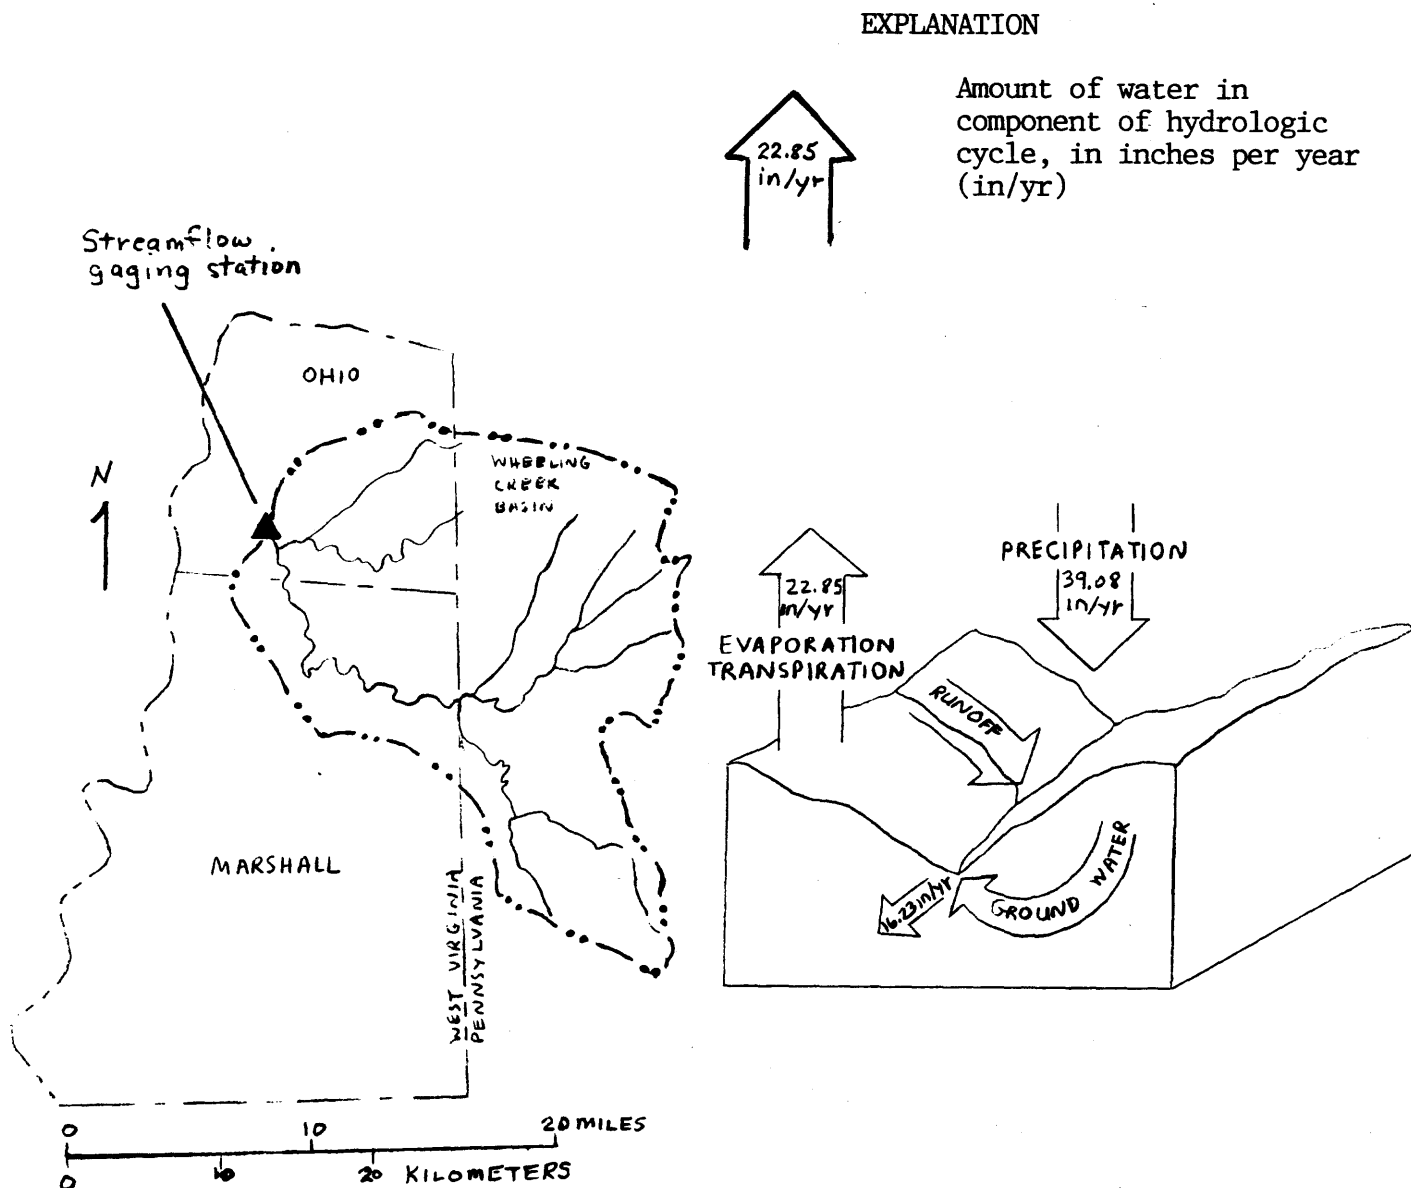 EXPLANATION
22.85
in/yr
Amount of water in
component of hydrologic
cycle, in inches per year
(in/yr)
Streamflow
gaging station
OHIO
N
WHEELING
CREEK
BASIN
MARSHALL
WEST VIRGINIA
PENNSYLVANIA
0 10 20 MILES
0 10 20 KILOMETERS
22.85
in/yr
EVAPORATION
TRANSPIRATION
PRECIPITATION
39.08
in/yr
RUNOFF
GROUND WATER
16.23 in/yr